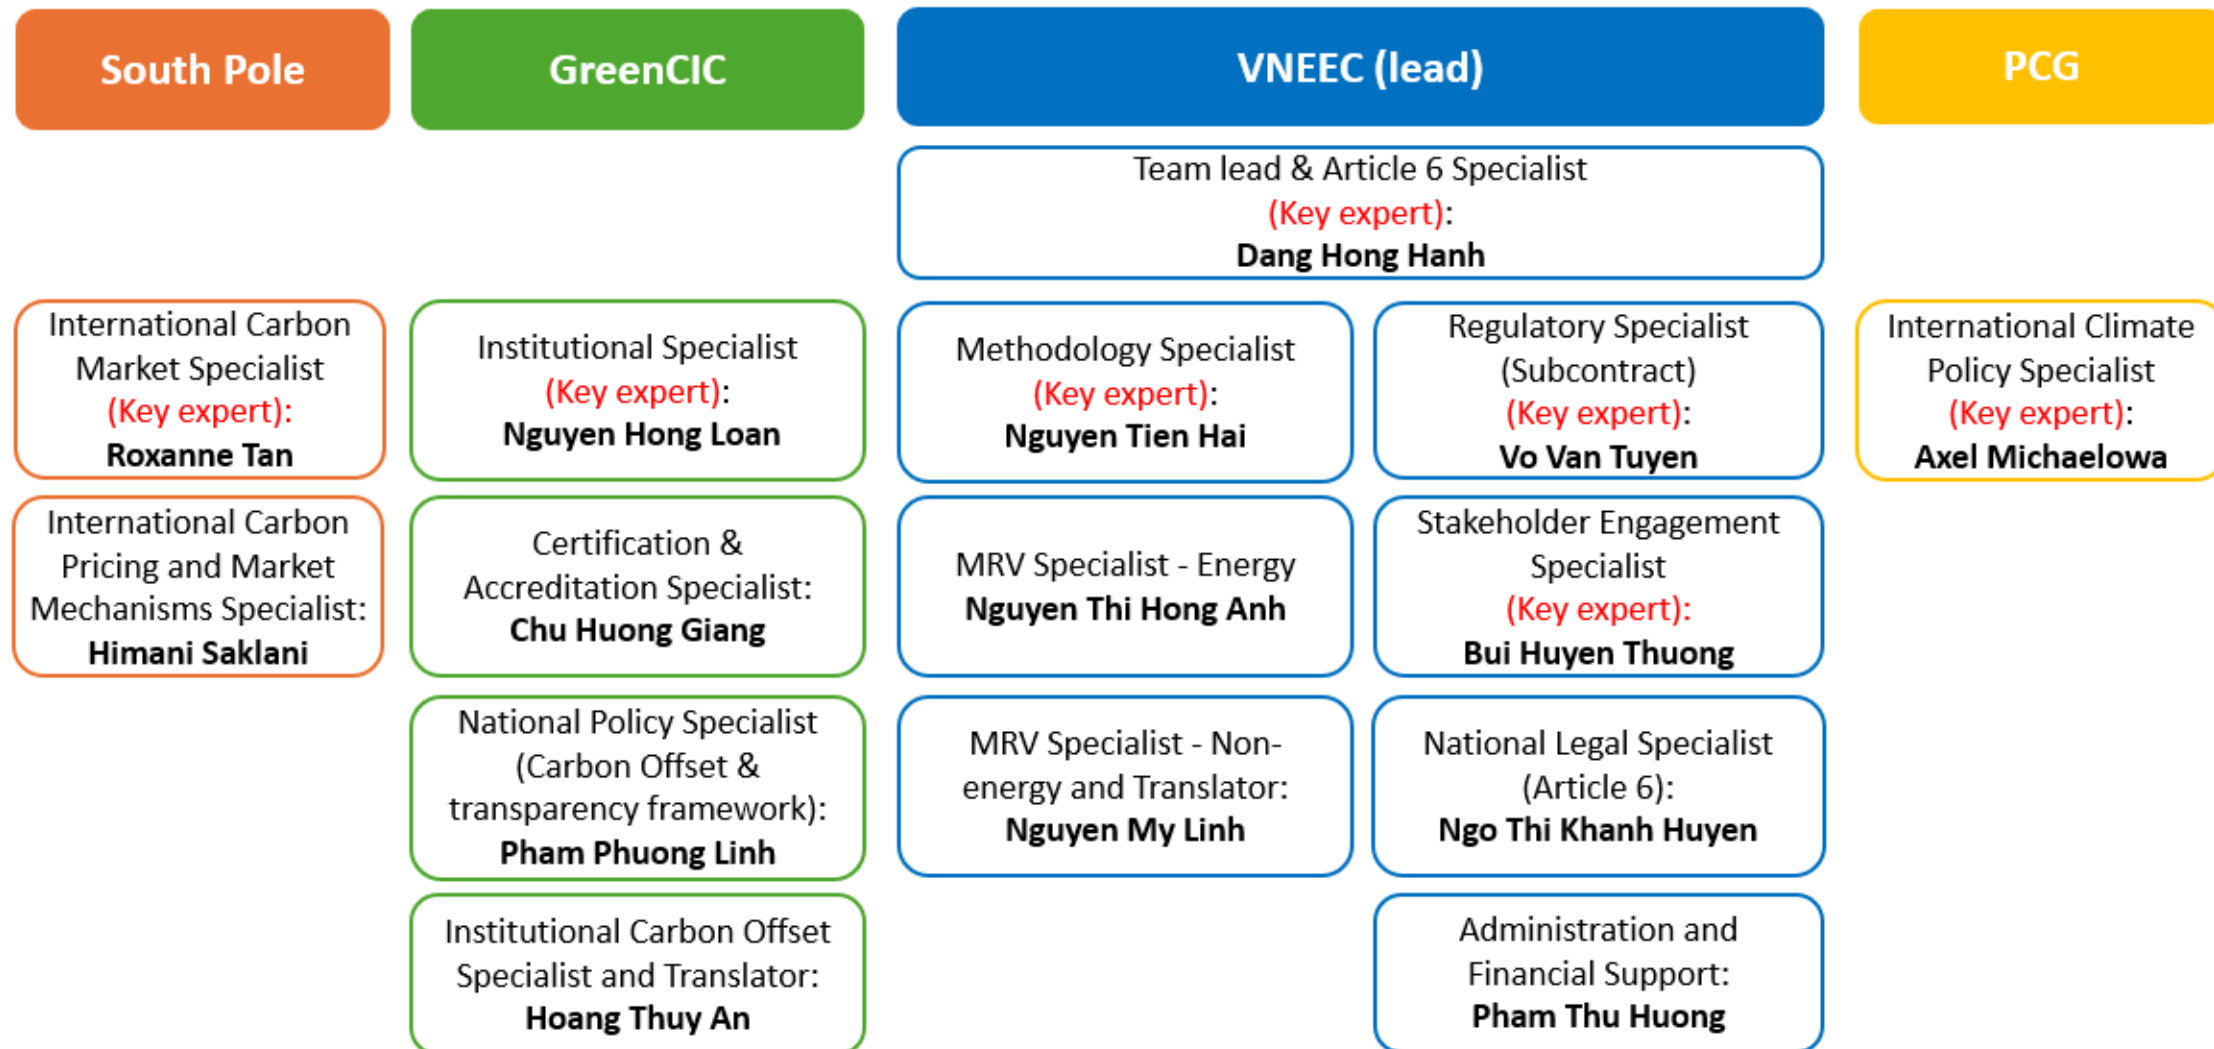 South Pole
GreenCIC
VNEEC (lead)
PCG
Team lead & Article 6 Specialist
(Key expert):
Dang Hong Hanh
International Carbon
Market Specialist
(Key expert):
Roxanne Tan
Institutional Specialist
(Key expert):
Nguyen Hong Loan
Methodology Specialist
(Key expert):
Nguyen Tien Hai
Regulatory Specialist
(Subcontract)
(Key expert):
Vo Van Tuyen
International Climate
Policy Specialist
(Key expert):
Axel Michaelowa
International Carbon
Pricing and Market
Mechanisms Specialist:
Himani Saklani
Certification &
Accreditation Specialist:
Chu Huong Giang
MRV Specialist - Energy
Nguyen Thi Hong Anh
Stakeholder Engagement
Specialist
(Key expert):
Bui Huyen Thuong
National Policy Specialist
(Carbon Offset &
transparency framework):
Pham Phuong Linh
MRV Specialist - Non-
energy and Translator:
Nguyen My Linh
National Legal Specialist
(Article 6):
Ngo Thi Khanh Huyen
Institutional Carbon Offset
Specialist and Translator:
Hoang Thuy An
Administration and
Financial Support:
Pham Thu Huong